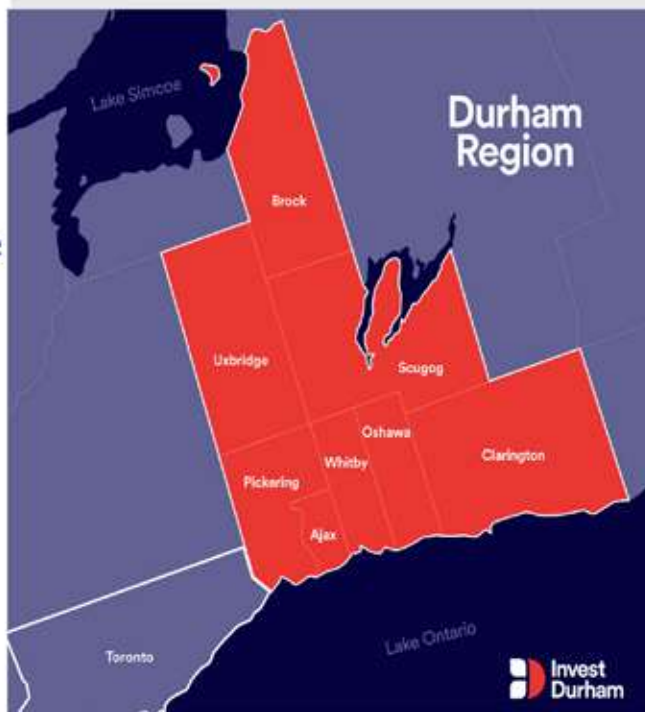 Lake Simcoe
Durham
Region
Brock
Uxbridge
Scugog
Oshawa
Whitby
Clarington
Pickering
Ajax
Toronto
Lake Ontario
Invest
Durham